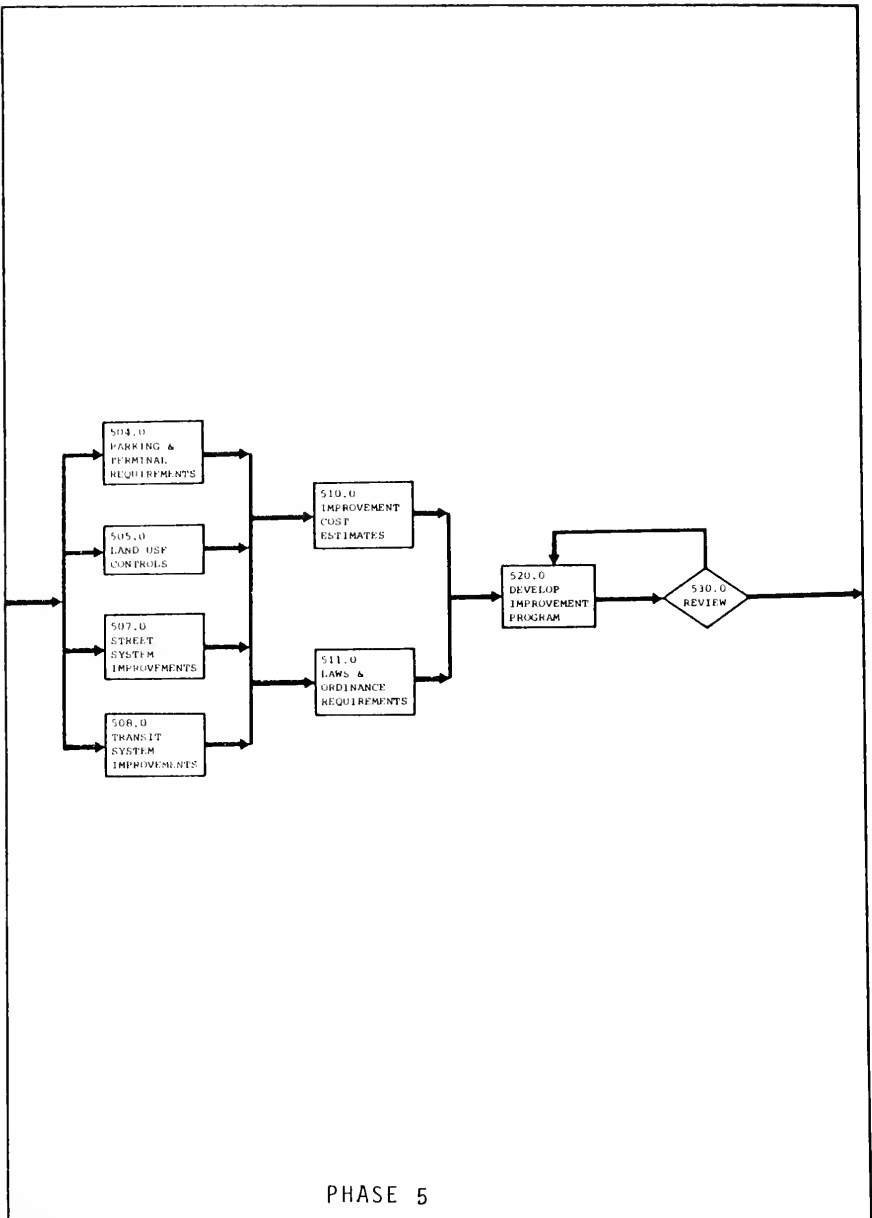 504.0
PARKING &
TERMINAL
REQUIREMENTS
505.0
LAND USE
CONTROLS
507.0
STREET
SYSTEM
IMPROVEMENTS
508.0
TRANSIT
SYSTEM
IMPROVEMENTS
510.0
IMPROVEMENT
COST
ESTIMATES
511.0
LAWS &
ORDINANCE
REQUIREMENTS
520.0
DEVELOP
IMPROVEMENT
PROGRAM
530.0
REVIEW
PHASE 5